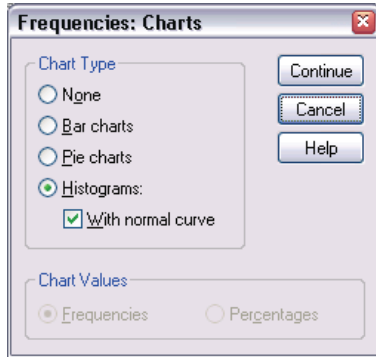 Frequencies: Charts
Chart Type
None
Bar charts
Pie charts
Histograms:
With normal curve
Continue
Cancel
Help
Chart Values
Frequencies
Percentages